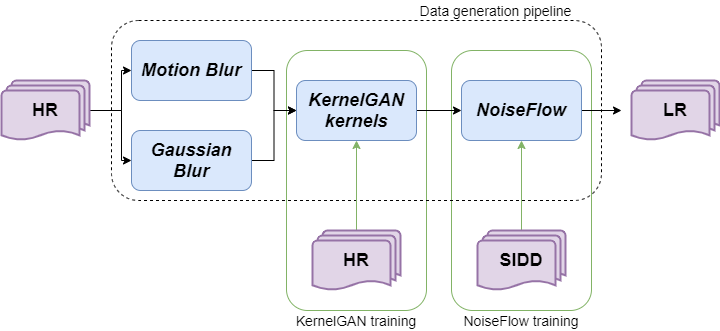 Data generation pipeline
HR
Motion Blur
Gaussian
Blur
KernelGAN
kernels
NoiseFlow
LR
HR
SIDD
KernelGAN training
NoiseFlow training